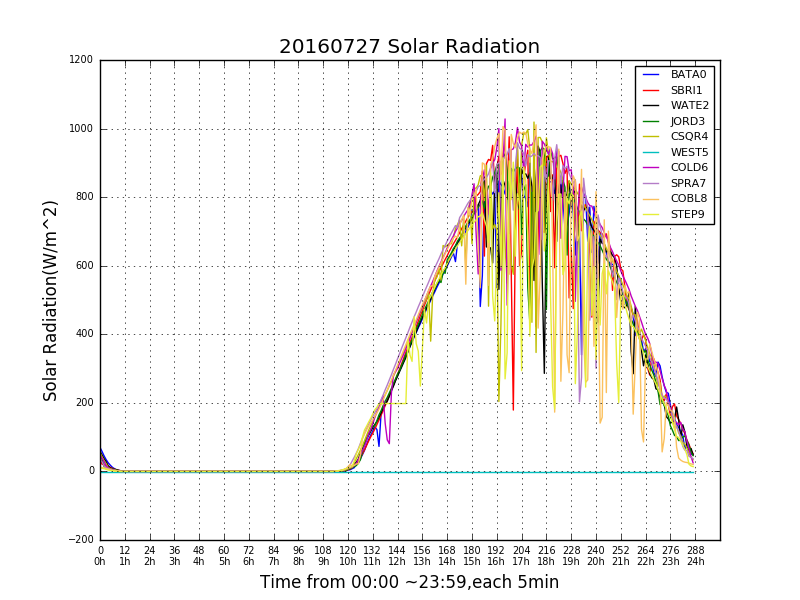 20160727 Solar Radiation
1200
1000
800
600
400
200
0
−200
Solar Radiation(W/m^2)
BATA0
SBRI1
WATE2
JORD3
CSQR4
WEST5
COLD6
SPRA7
COBL8
STEP9
0 12 24 36 48 60 72 84 96 108 120 132 144 156 168 180 192 204 216 228 240 252 264 276 288
0h 1h 2h 3h 4h 5h 6h 7h 8h 9h 10h 11h 12h 13h 14h 15h 16h 17h 18h 19h 20h 21h 22h 23h 24h
Time from 00:00 ~23:59,each 5min